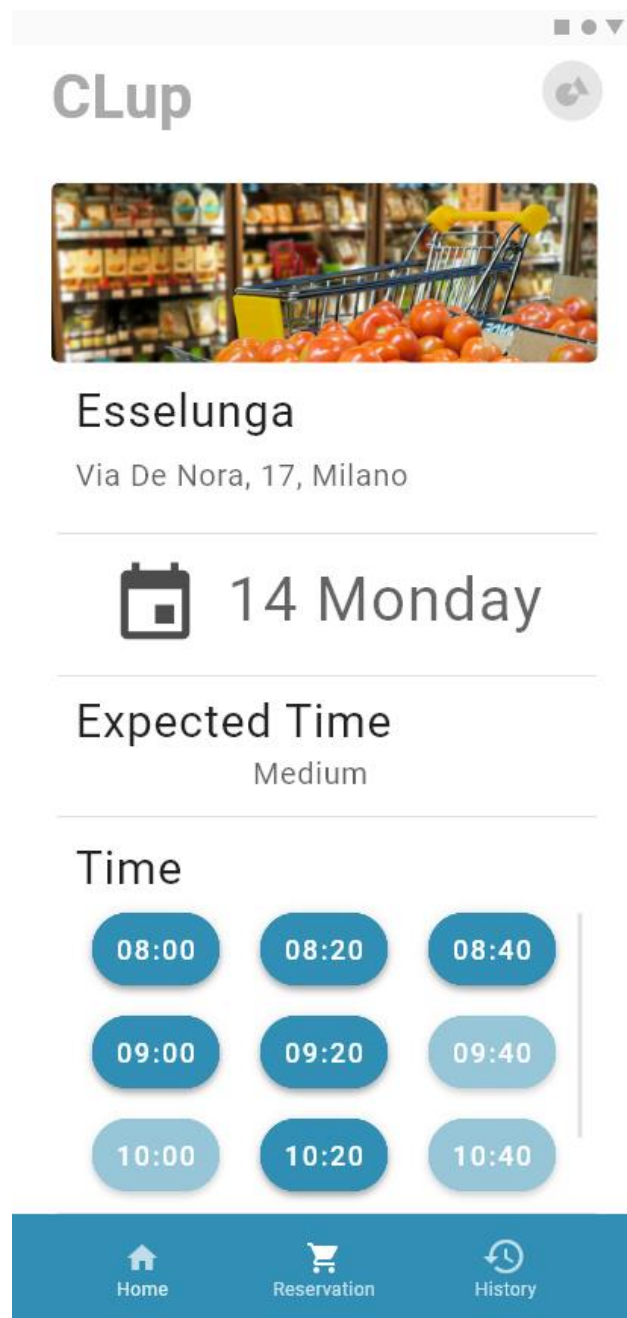 CLup
Esselunga
Via De Nora, 17, Milano
14 Monday
Expected Time
Medium
Time
08:00 08:20 08:40
09:00 09:20 09:40
10:00 10:20 10:40
Home Reservation History